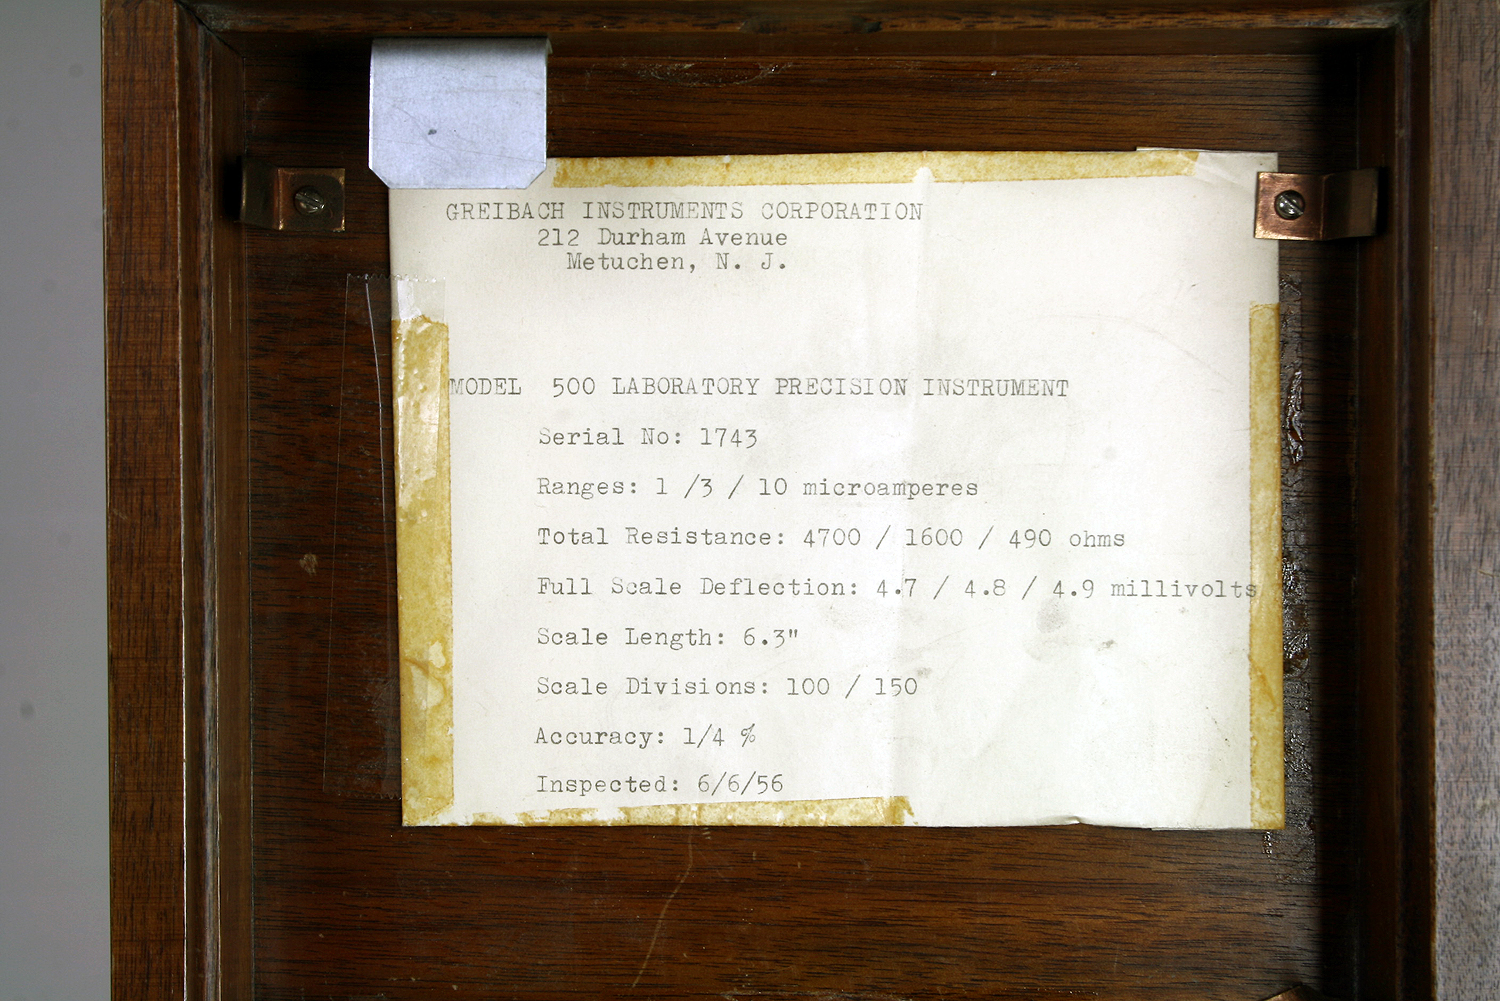 GREIBACH INSTRUMENTS CORPORATION
212 Durham Avenue
Metuchen, N. J.
MODEL 500 LABORATORY PRECISION INSTRUMENT
Serial No: 1743
Ranges: 1 /3 / 10 microamperes
Total Resistance: 4700 / 1600 / 490 ohms
Full Scale Deflection: 4.7 / 4.8 / 4.9 millivolts
Scale Length: 6.3"
Scale Divisions: 100 / 150
Accuracy: 1/4 %
Inspected: 6/6/56